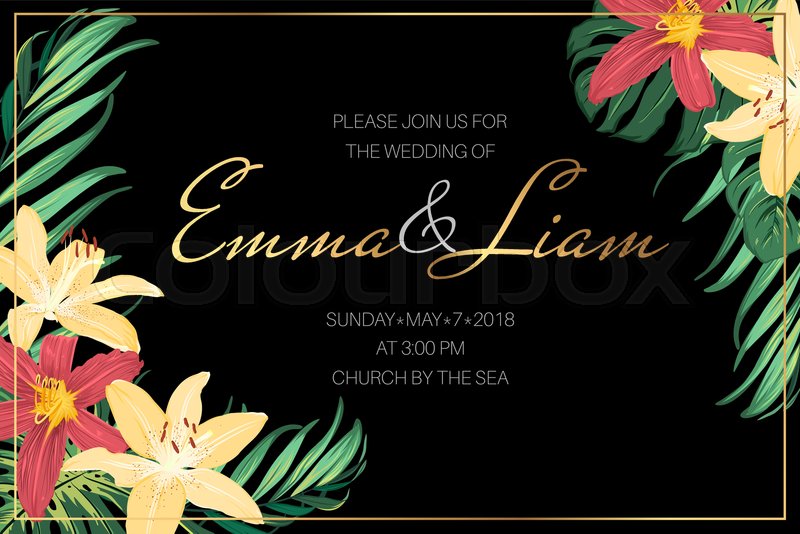 PLEASE JOIN US FOR
THE WEDDING OF
Emma & Liam
SUNDAY*MAY*7*2018
AT 3:00 PM
CHURCH BY THE SEA
Colourbox